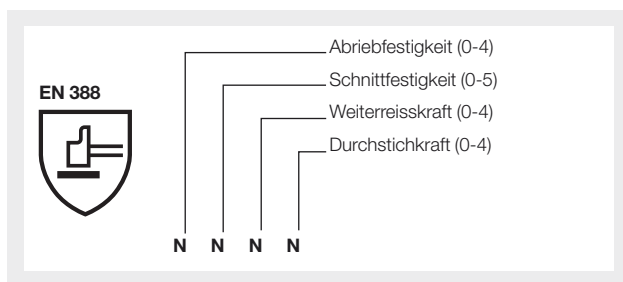 Abriebfestigkeit (0-4)
Schnittfestigkeit (0-5)
EN 388
Weiterreisskraft (0-4)
Durchstichkraft (0-4)
N N N N